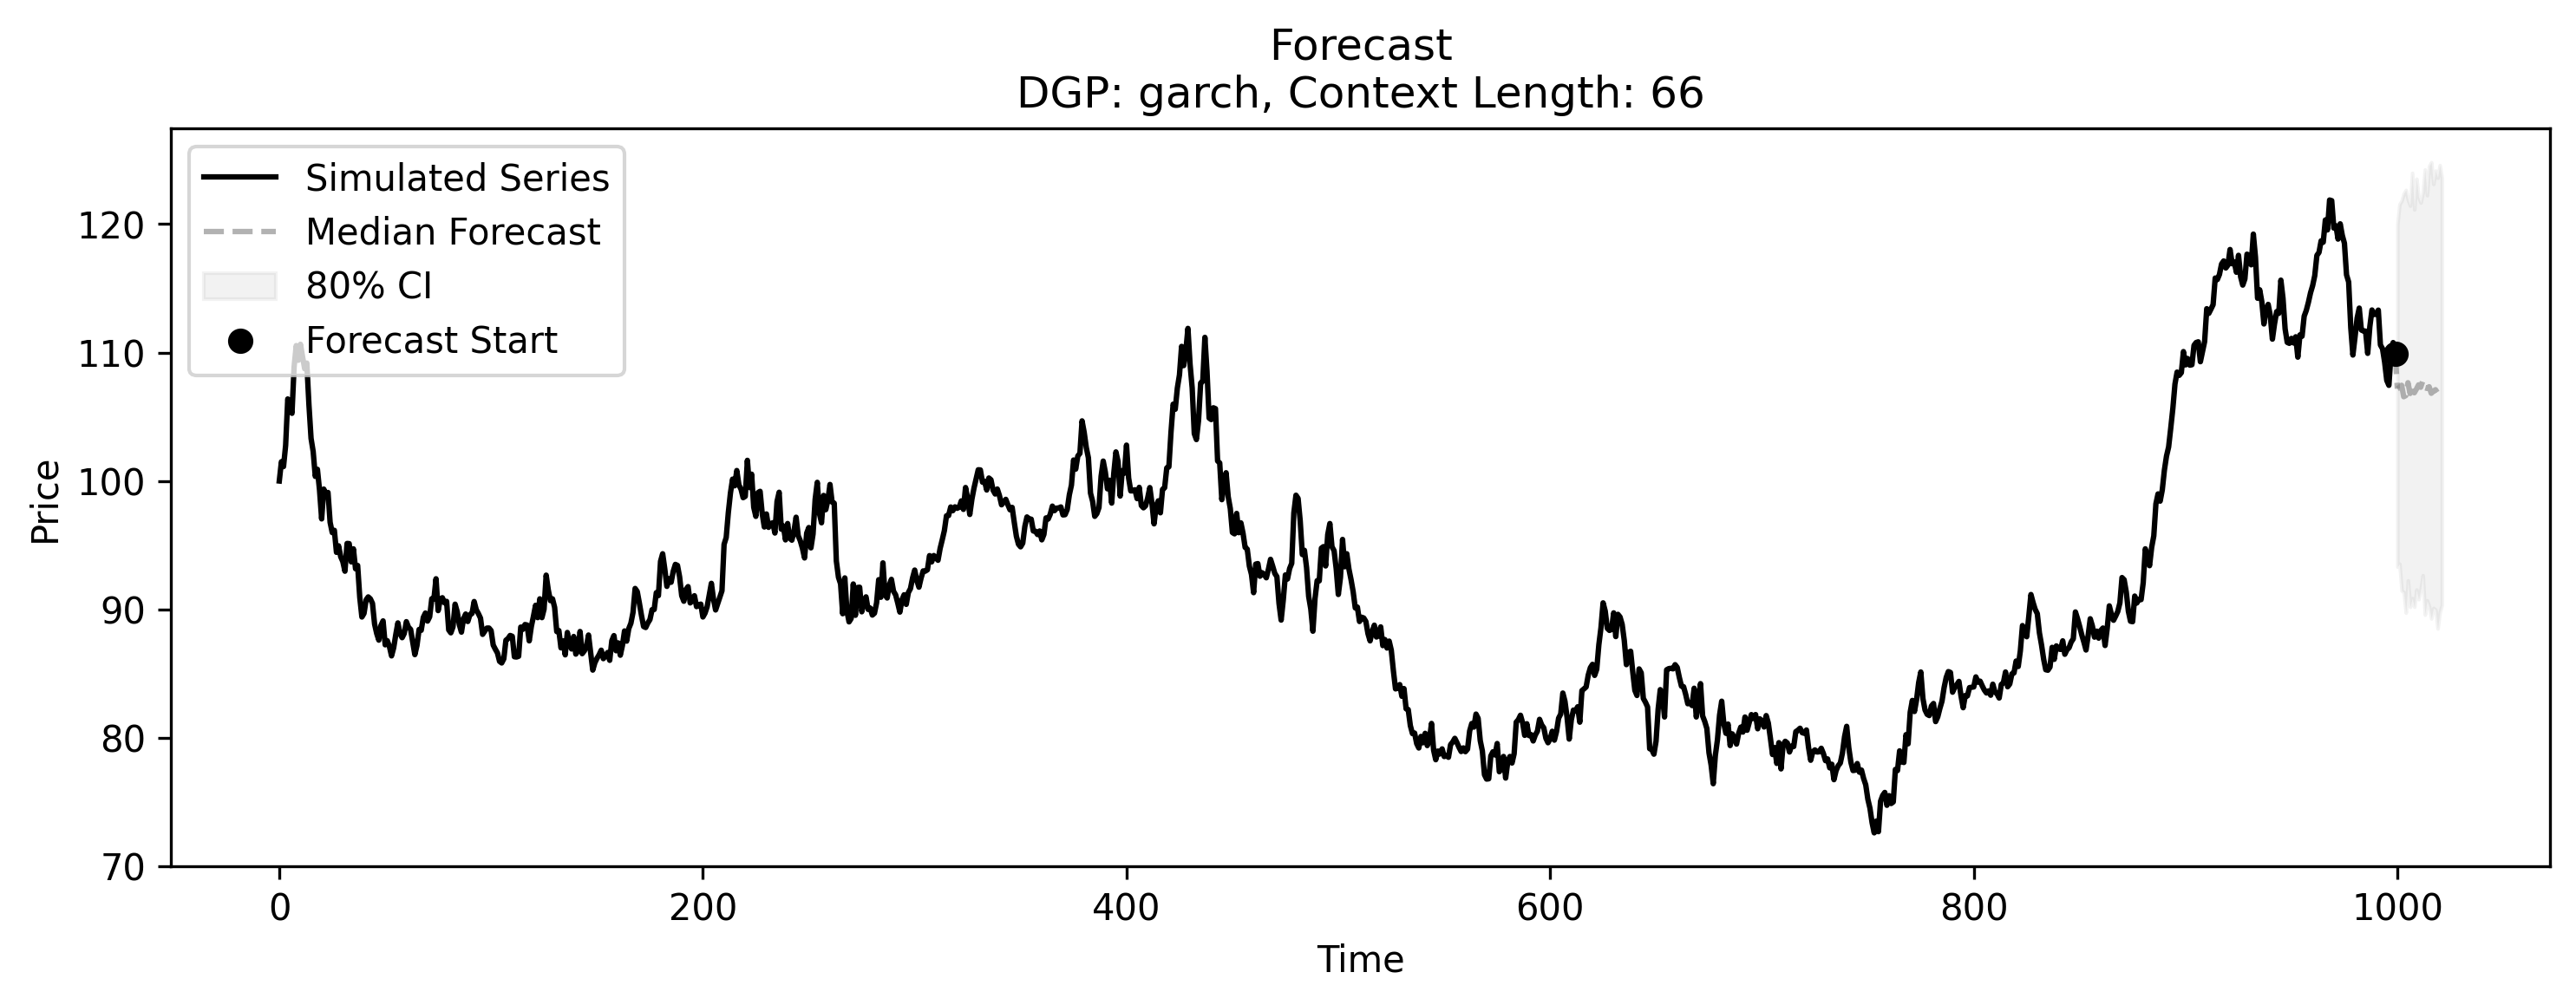 Forecast
DGP: garch, Context Length: 66
Simulated Series
Median Forecast
80% CI
Forecast Start
Price
120
110
100
90
80
70
0
200
400
600
800
1000
Time